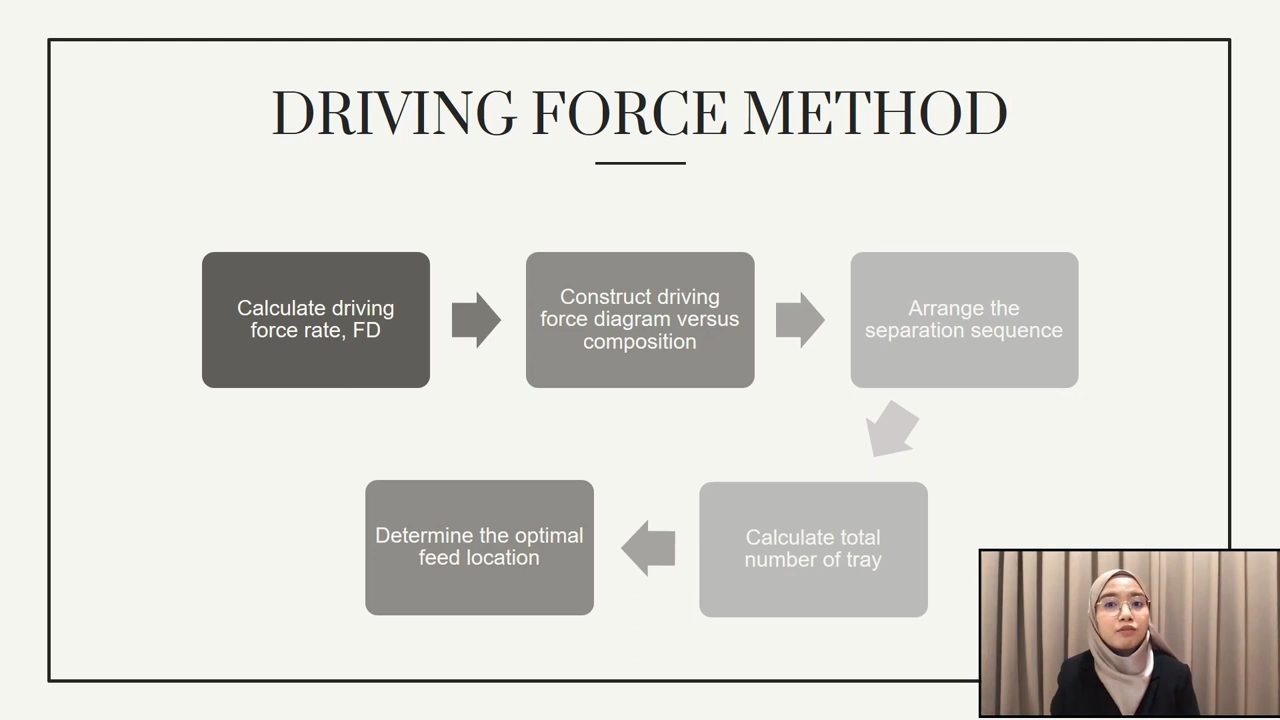 DRIVING FORCE METHOD
Calculate driving
force rate, FD
Construct driving
force diagram versus
composition
Arrange the
separation sequence
Calculate total
number of tray
Determine the optimal
feed location